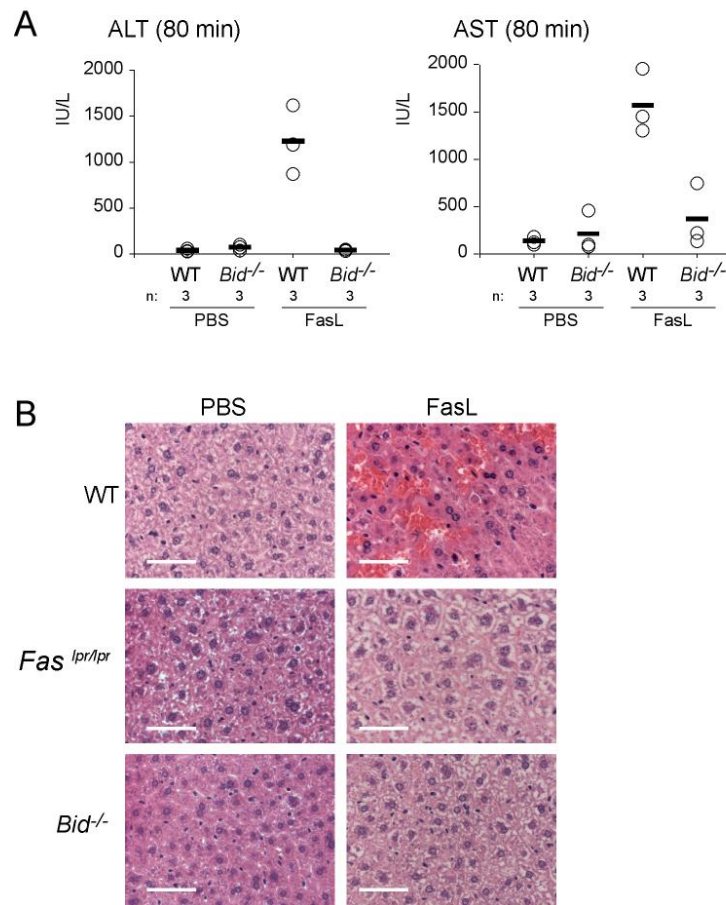 A
ALT (80 min)
AST (80 min)
IU/L
2000
1500
1000
500
0
WT Bid-/- WT Bid-/-
n: 3 3 3 3
PBS FasL
IU/L
2000
1500
1000
500
0
WT Bid-/- WT Bid-/-
n: 3 3 3 3
PBS FasL
B
PBS FasL
WT
Fas lpr/lpr
Bid-/-